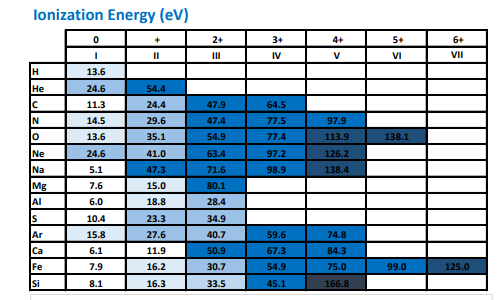 Ionization Energy (eV)
0 + 2+ 3+ 4+ 5+ 6+
I II III IV V VI VII
H 13.6
He 24.6 54.4
C 11.3 24.4 47.9 64.5
N 14.5 29.6 47.4 77.5 97.9
O 13.6 35.1 54.9 77.4 113.9 138.1
Ne 24.6 41.0 63.4 97.2 126.2
Na 5.1 47.3 71.6 98.9 138.4
Mg 7.6 15.0 80.1
Al 6.0 18.8 28.4
S 10.4 23.3 34.9
Ar 15.8 27.6 40.7 59.6 74.8
Ca 6.1 11.9 50.9 67.3 84.3
Fe 7.9 16.2 30.7 54.9 75.0 99.0 125.0
Si 8.1 16.3 33.5 45.1 166.8